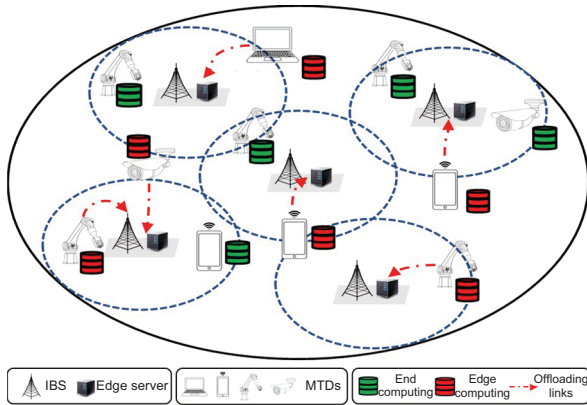 IBS
Edge server
MTDs
End
computing
Edge
computing
Offloading
links